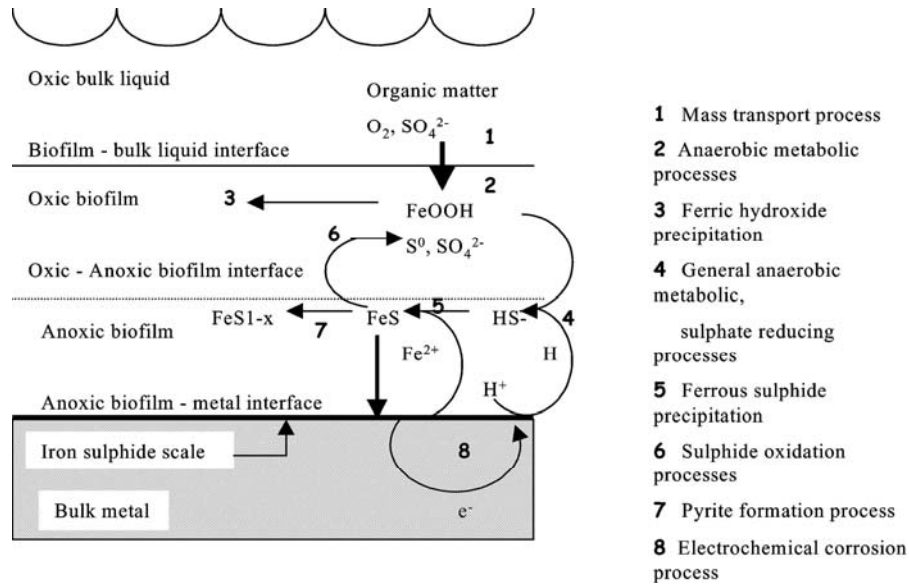 Oxic bulk liquid
Organic matter
O₂, SO₄²⁻
1
Biofilm - bulk liquid interface
2
Oxic biofilm
3
FeOOH
6
S⁰, SO₄²⁻
Oxic - Anoxic biofilm interface
FeS1-x
7
FeS
5
HS-
4
Anoxic biofilm
Fe²⁺
H
H⁺
Anoxic biofilm - metal interface
Iron sulphide scale
8
Bulk metal
e⁻
1 Mass transport process
2 Anaerobic metabolic
processes
3 Ferric hydroxide
precipitation
4 General anaerobic
metabolic,
sulphate reducing
processes
5 Ferrous sulphide
precipitation
6 Sulphide oxidation
processes
7 Pyrite formation process
8 Electrochemical corrosion
process